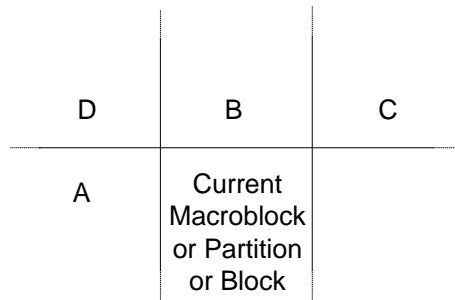 D B C
A
Current
Macroblock
or Partition
or Block